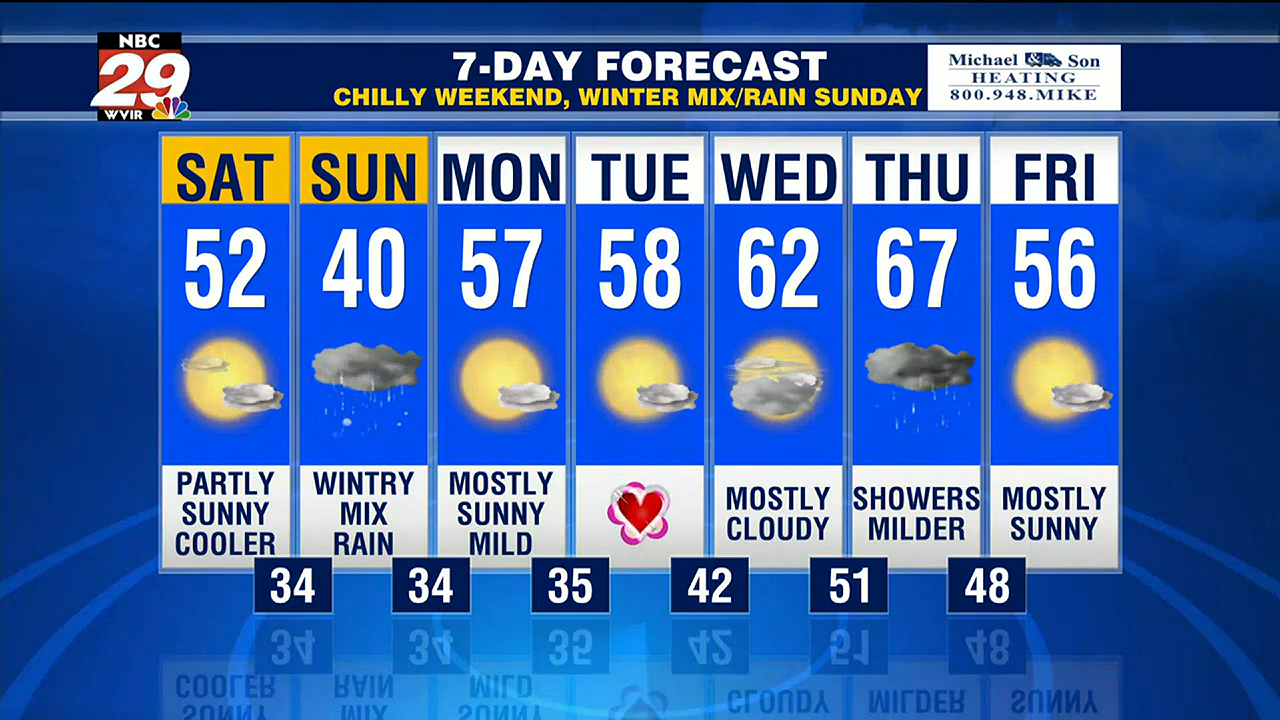 NBC
29
WVIR
7-DAY FORECAST
CHILLY WEEKEND, WINTER MIX/RAIN SUNDAY
Michael & Son
HEATING
800.948.MIKE
SAT SUN MON TUE WED THU FRI
52 40 57 58 62 67 56
PARTLY
SUNNY
COOLER
WINTRY
MIX
RAIN
MOSTLY
SUNNY
MILD
MOSTLY
CLOUDY
SHOWERS
MILDER
MOSTLY
SUNNY
34 34 35 42 51 48